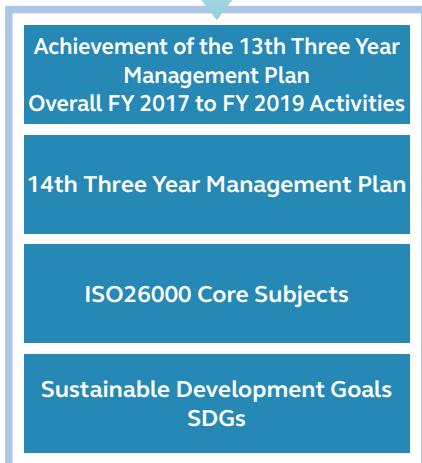 Achievement of the 13th Three Year
Management Plan
Overall FY 2017 to FY 2019 Activities
14th Three Year Management Plan
ISO26000 Core Subjects
Sustainable Development Goals
SDGs